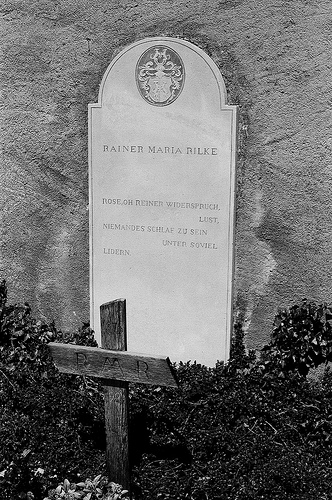 RAINER MARIA RILKE
ROSE, OH REINER WIDERSPRUCH,
LUST,
NIEMANDES SCHLAF ZU SEIN
UNTER SOVIEL
LIDERN.